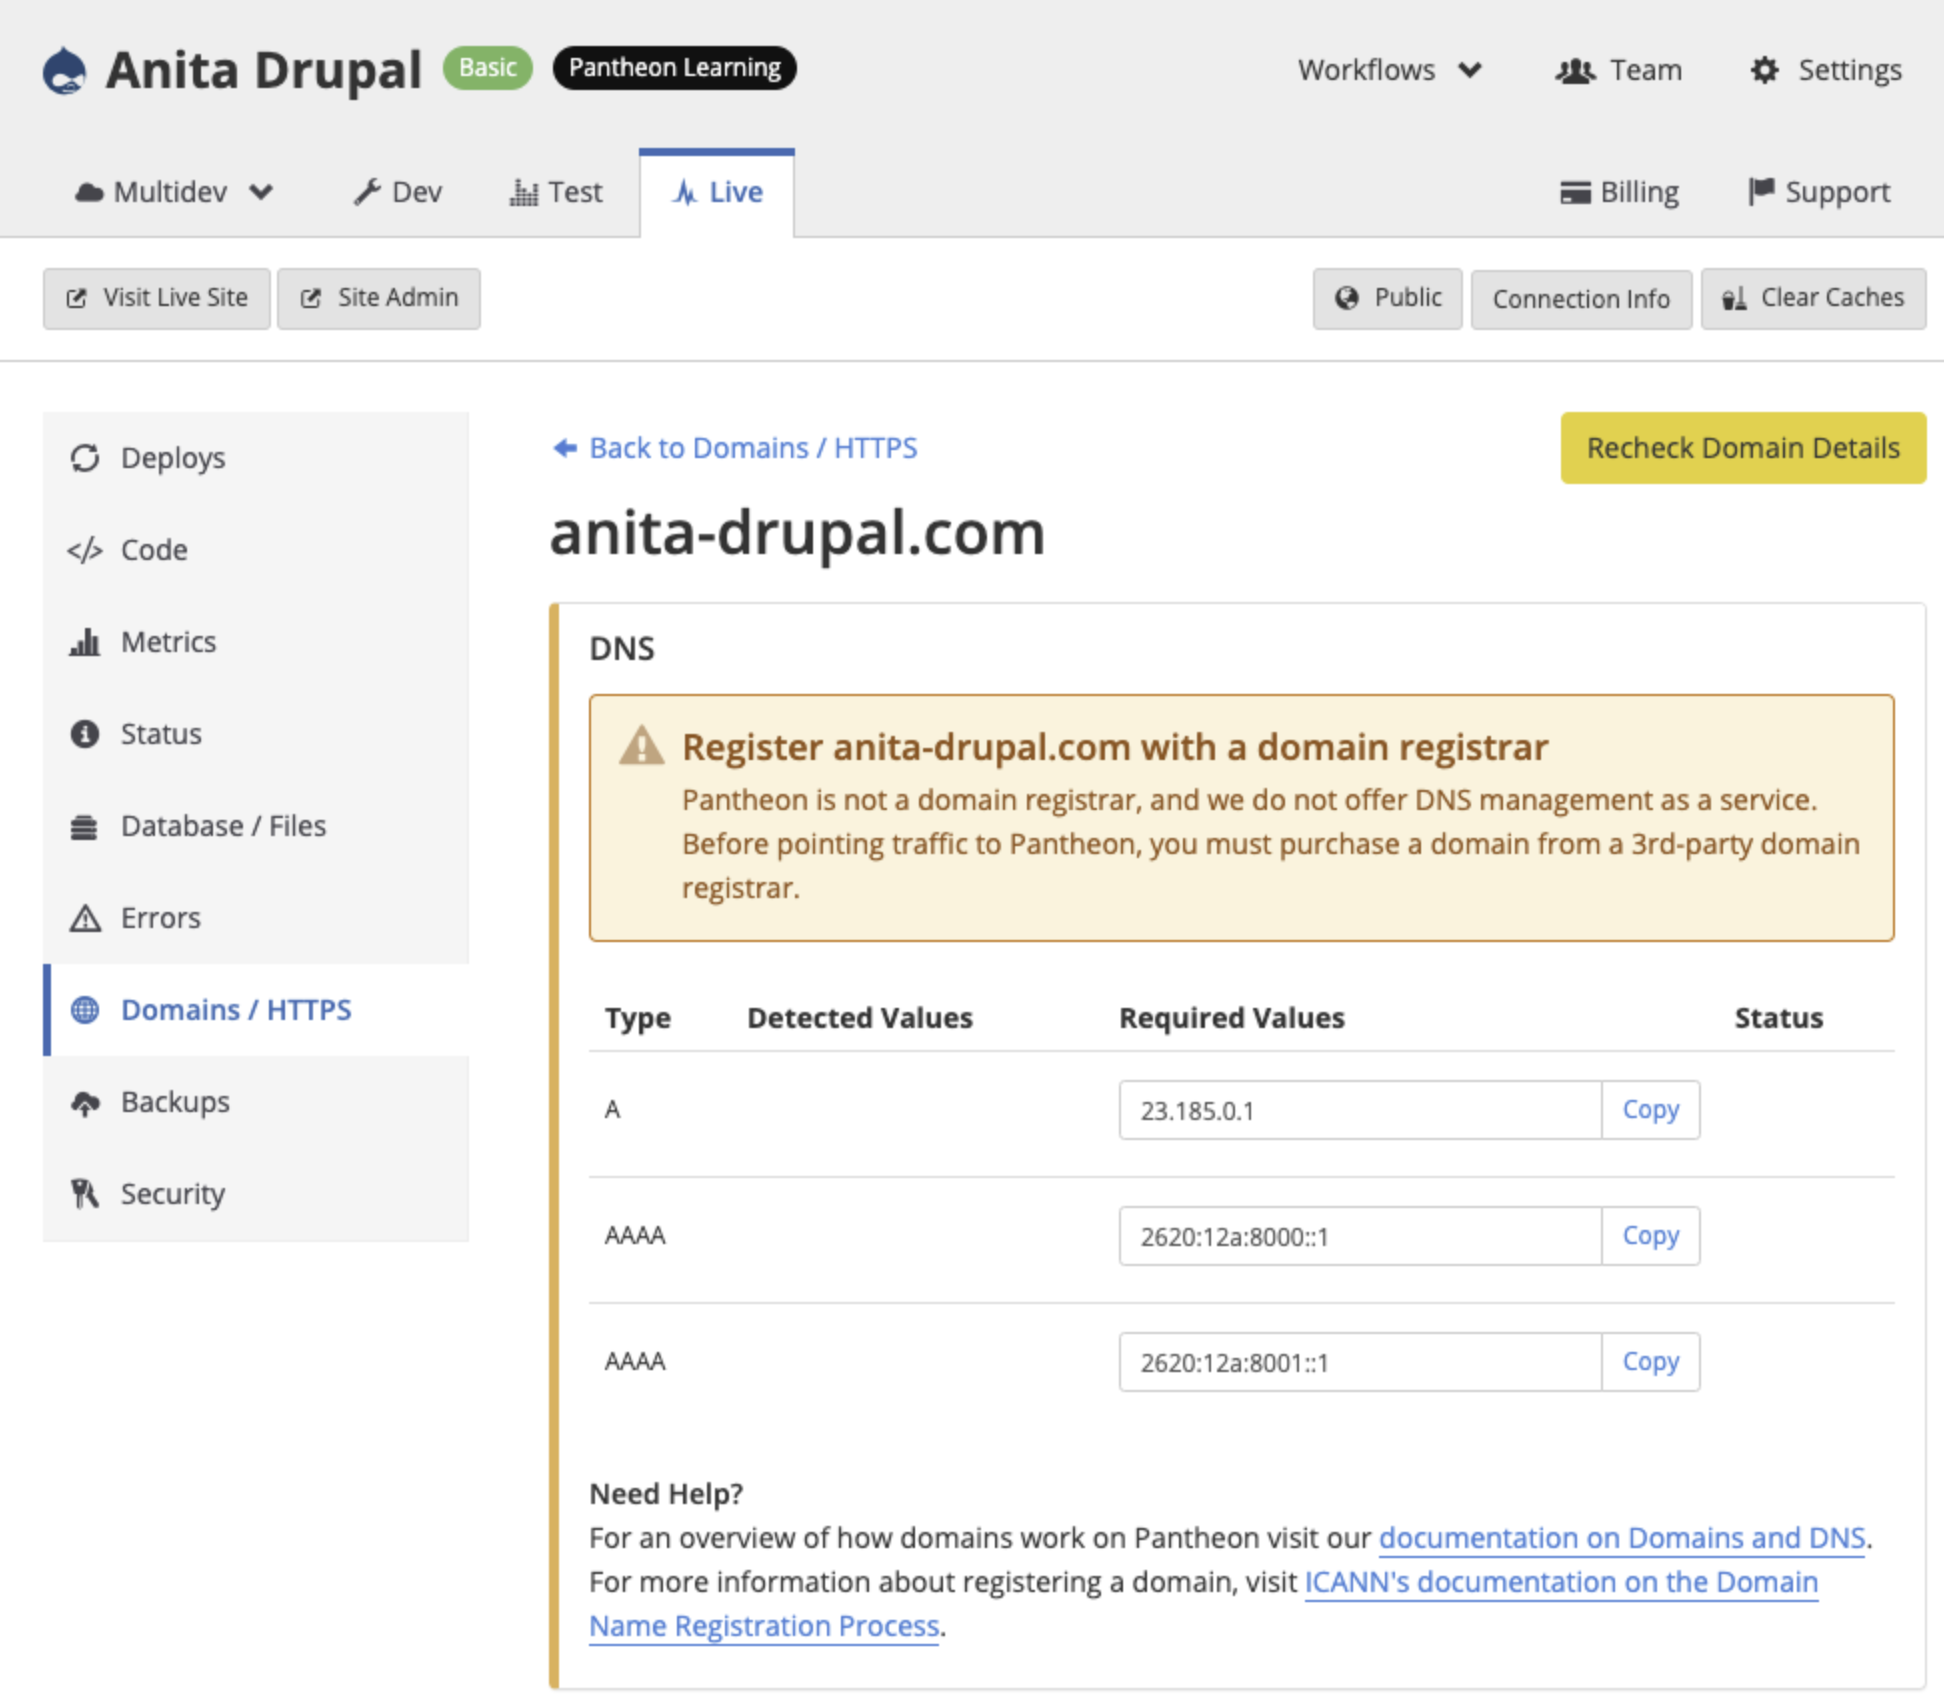 Anita Drupal Basic Pantheon Learning Workflows Team Settings
Multidev Dev Test Live Billing Support
Visit Live Site Site Admin Public Connection Info Clear Caches
Deploys
Code
Metrics
Status
Database / Files
Errors
Domains / HTTPS
Backups
Security
Back to Domains / HTTPS Recheck Domain Details
anita-drupal.com
DNS
Register anita-drupal.com with a domain registrar
Pantheon is not a domain registrar, and we do not offer DNS management as a service.
Before pointing traffic to Pantheon, you must purchase a domain from a 3rd-party domain
registrar.
Type Detected Values Required Values Status
A 23.185.0.1 Copy
AAAA 2620:12a:8000::1 Copy
AAAA 2620:12a:8001::1 Copy
Need Help?
For an overview of how domains work on Pantheon visit our documentation on Domains and DNS.
For more information about registering a domain, visit ICANN's documentation on the Domain
Name Registration Process.